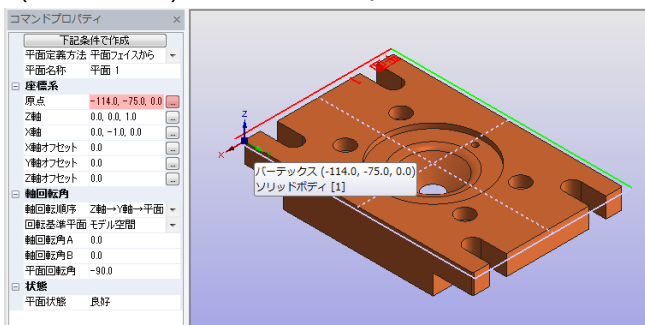 コマンドプロパティ ×
下記条件で作成
平面定義方法 平面フェイスから
平面名称 平面 1
座標系
原点 -114.0, -75.0, 0.0 ...
Z軸 0.0, 0.0, 1.0 ...
X軸 0.0, -1.0, 0.0 ...
X軸オフセット 0.0 ...
Y軸オフセット 0.0 ...
Z軸オフセット 0.0 ...
軸回転角
軸回転順序 Z軸→Y軸→平面
回転基準平面 モデル空間
軸回転角A 0.0
軸回転角B 0.0
平面回転角 -90.0
状態
平面状態 良好
Z
X
バーテックス (-114.0, -75.0, 0.0)
ソリッドボディ [1]